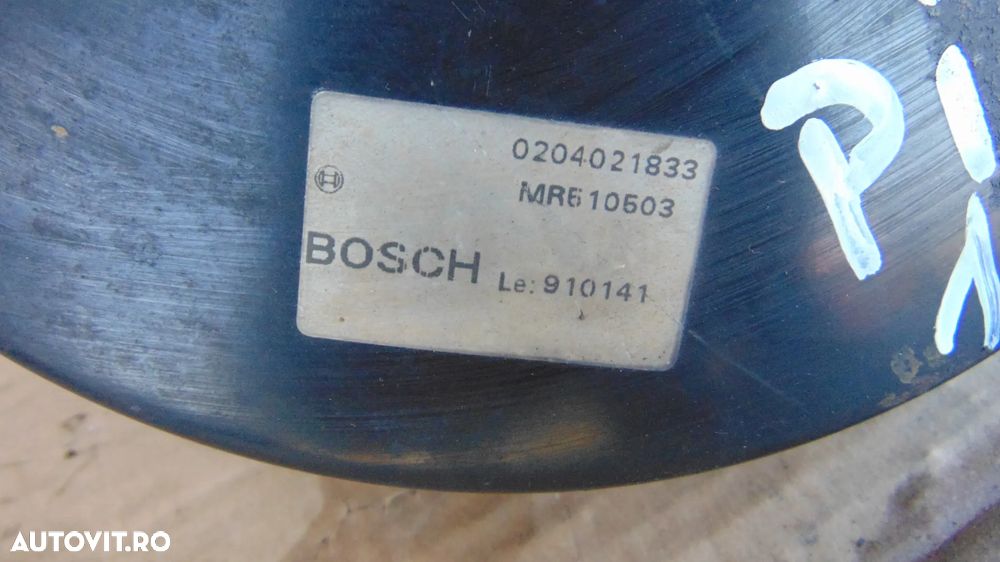 0204021833
MR510503
BOSCH Le: 910141
AUTOVIT.RO